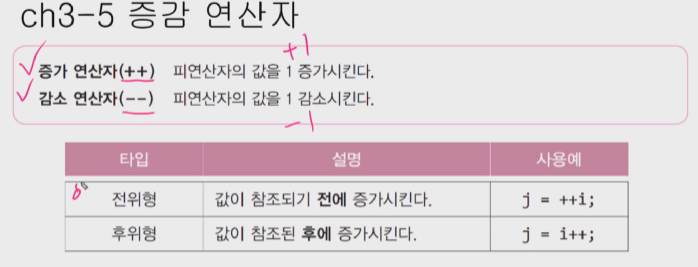 ch3-5 증감 연산자
+1
증가 연산자(++) 피연산자의 값을 1 증가시킨다.
감소 연산자(--) 피연산자의 값을 1 감소시킨다.
-1
타입 설명 사용예
전위형 값이 참조되기 전에 증가시킨다. j = ++i;
후위형 값이 참조된 후에 증가시킨다. j = i++;